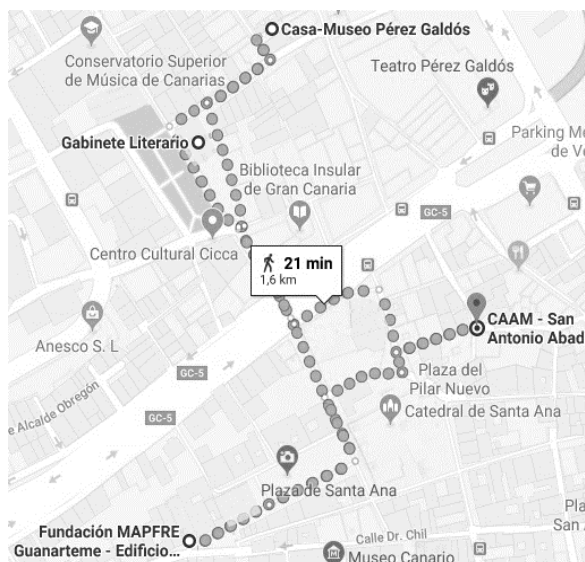 Casa-Museo Pérez Galdós
Conservatorio Superior
de Música de Canarias
Teatro Pérez Galdós
Gabinete Literario
Parking Me
de Ve
Biblioteca Insular
de Gran Canaria
GC-5
Centro Cultural Cicca
21 min
1,6 km
CAAM - San
Antonio Abad
Anesco S. L
Plaza del
Pilar Nuevo
GC-5
e Alcalde Obregón
GC-5
Catedral de Santa Ana
Plaza de Santa Ana
Plaza
San A
Fundación MAPFRE
Guanarteme - Edificio...
Calle Dr. Chil
Museo Canario